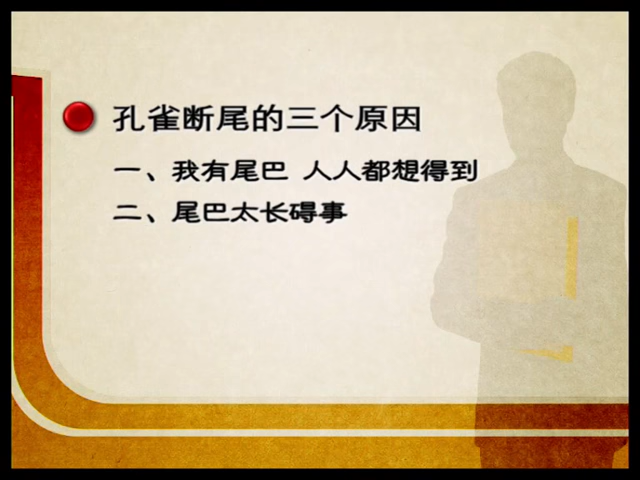 孔雀断尾的三个原因
一、我有尾巴 人人都想得到
二、尾巴太长碍事